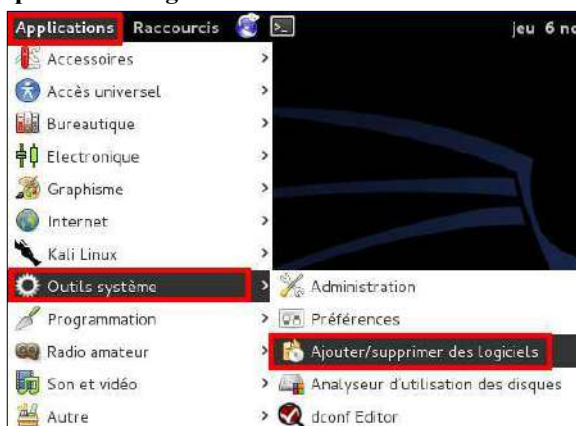 Applications Raccourcis jeu 6 no
Accessoires
Accès universel
Bureautique
Electronique
Graphisme
Internet
Kali Linux
Outils système
Administration
Programmation
Préférences
Radio amateur
Ajouter/supprimer des logiciels
Son et vidéo
Analyseur d'utilisation des disques
Autre
dconf Editor